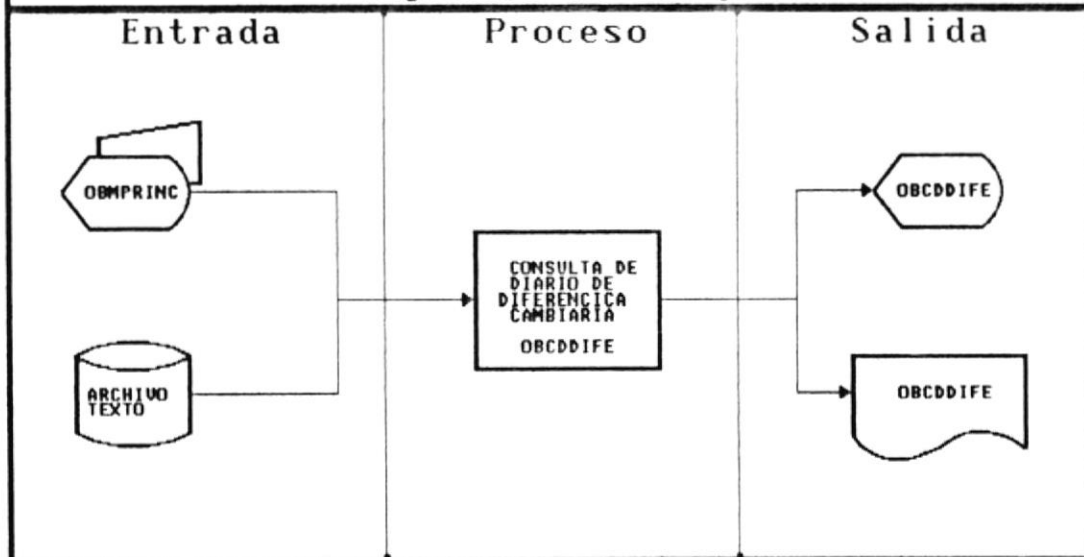 Entrada
Proceso
Salida
OBMPRINC
ARCHIVO
TEXTO
CONSULTA DE
DIARIO DE
DIFERENCICA
CAMBIARIA
OBCDDIFE
OBCDDIFE
OBCDDIFE